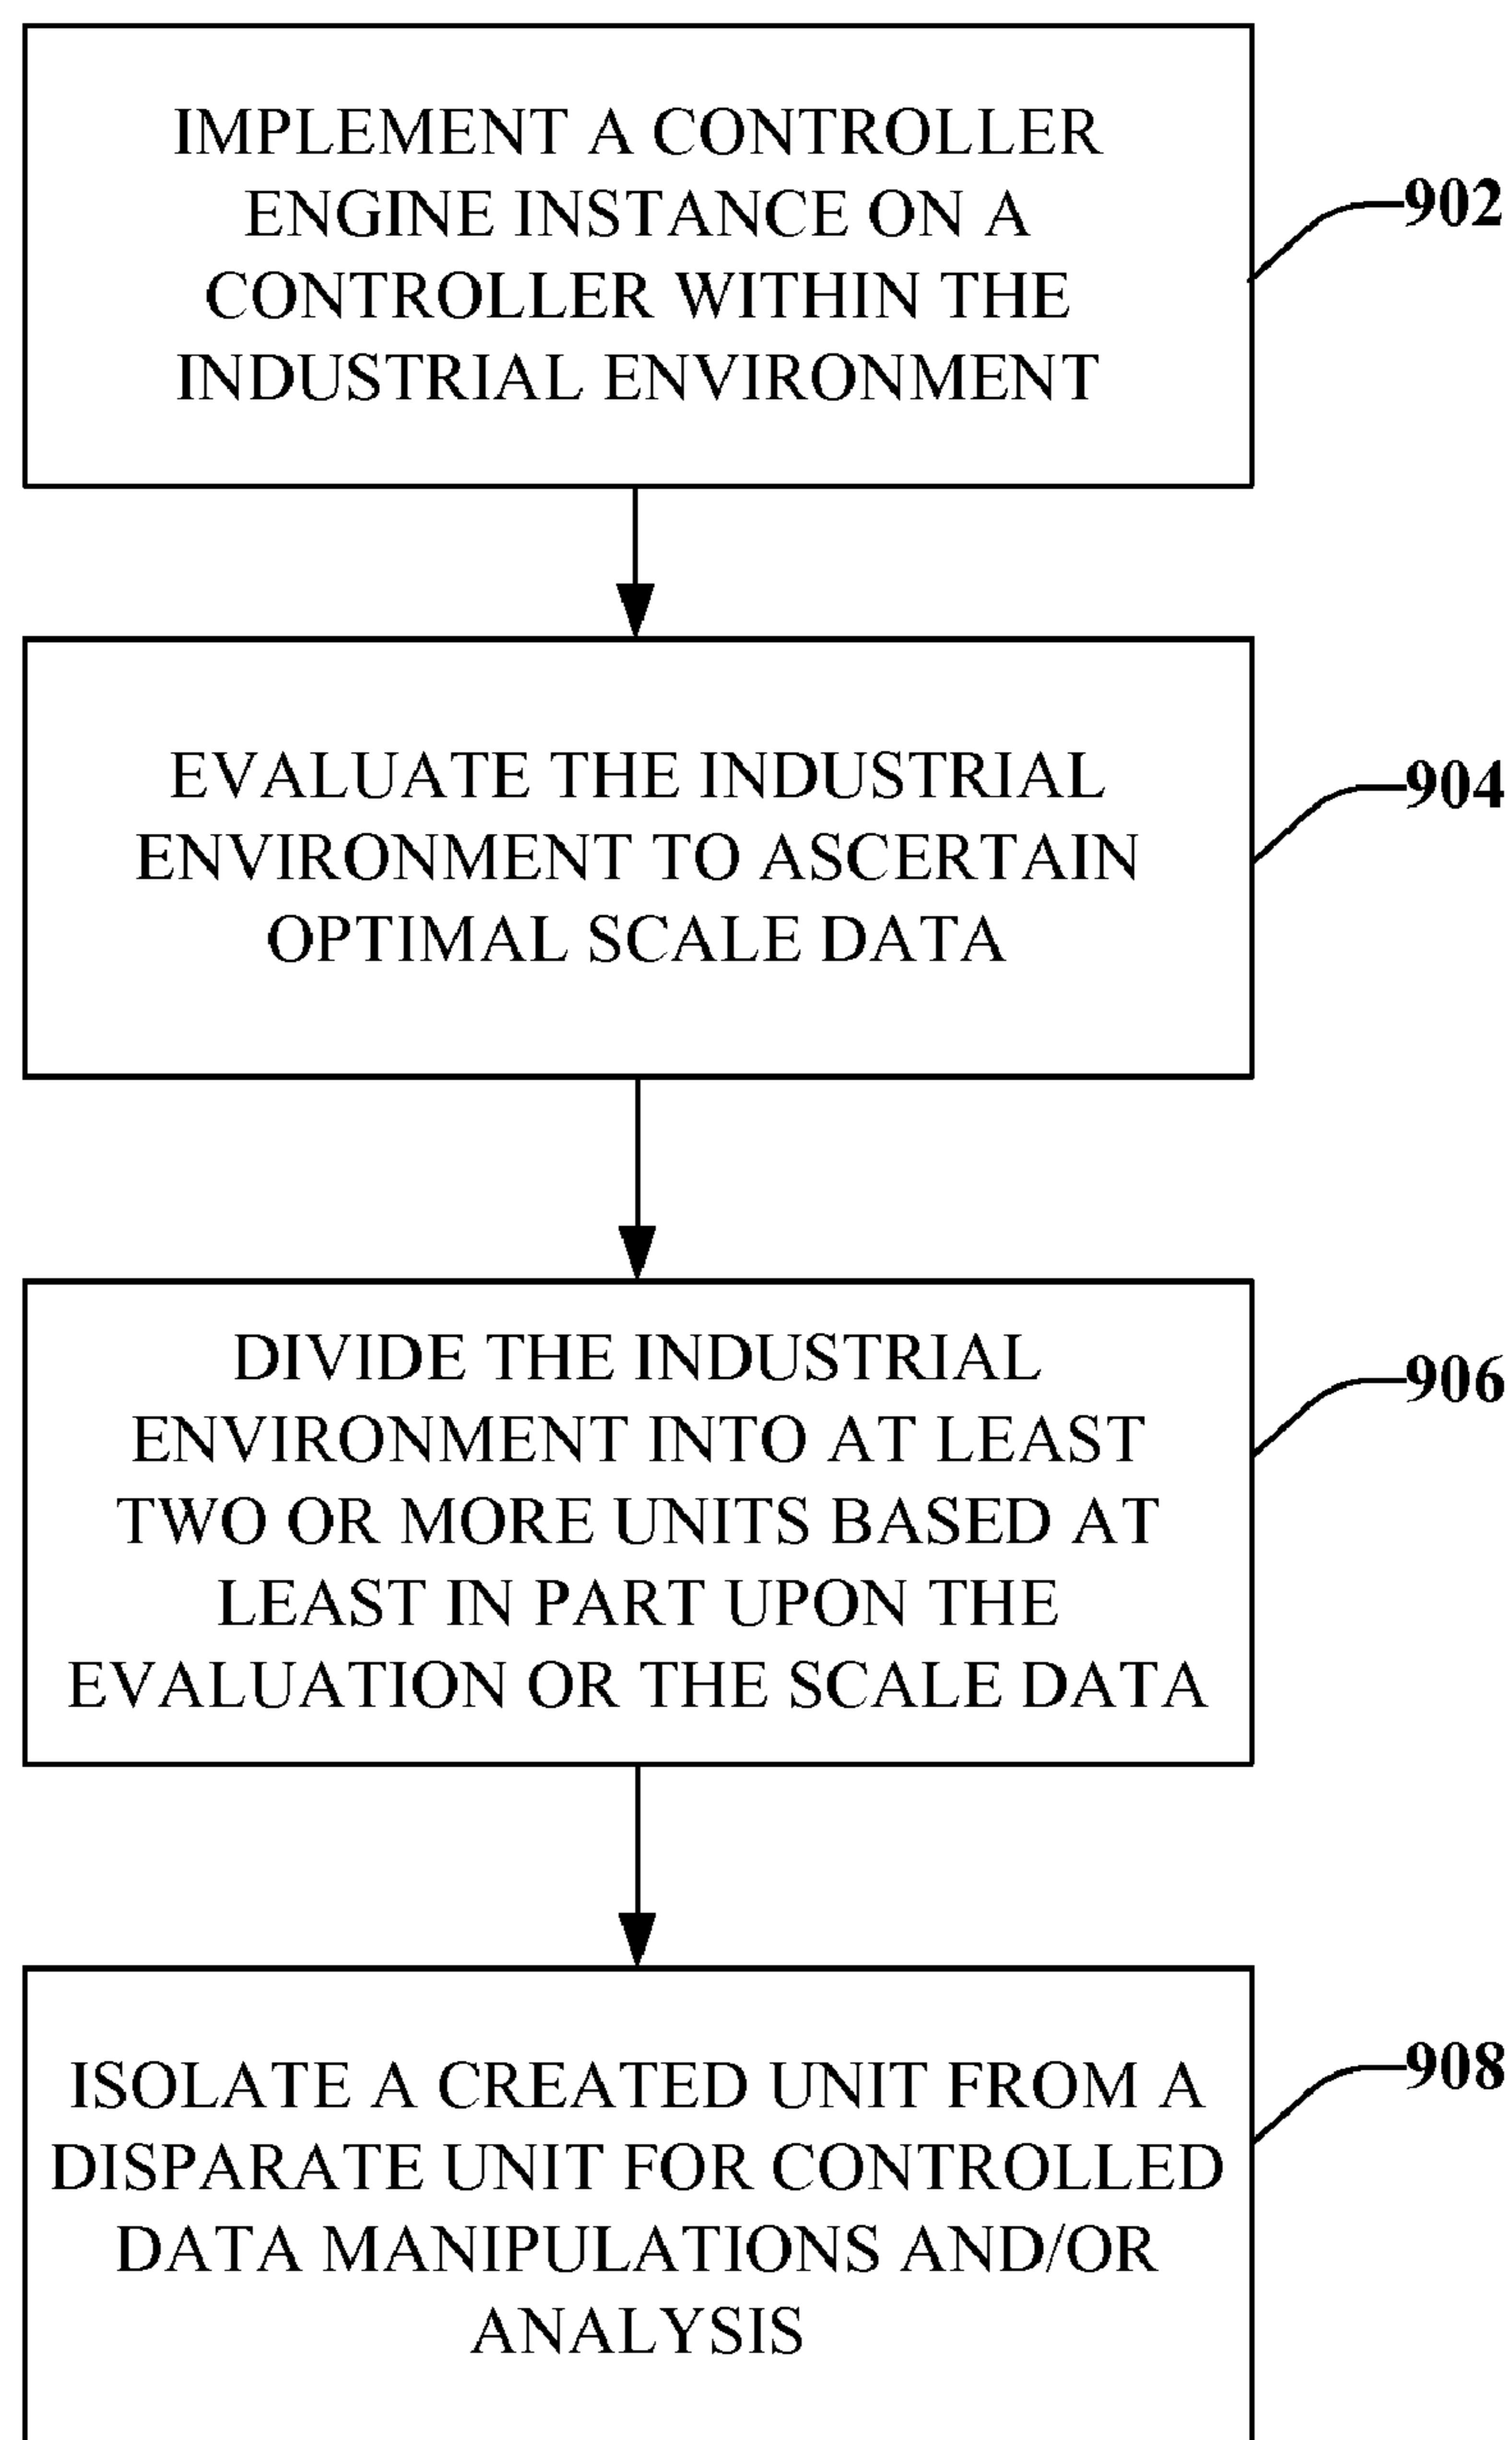 IMPLEMENT A CONTROLLER
ENGINE INSTANCE ON A
CONTROLLER WITHIN THE
INDUSTRIAL ENVIRONMENT
902
EVALUATE THE INDUSTRIAL
ENVIRONMENT TO ASCERTAIN
OPTIMAL SCALE DATA
904
DIVIDE THE INDUSTRIAL
ENVIRONMENT INTO AT LEAST
TWO OR MORE UNITS BASED AT
LEAST IN PART UPON THE
EVALUATION OR THE SCALE DATA
906
ISOLATE A CREATED UNIT FROM A
DISPARATE UNIT FOR CONTROLLED
DATA MANIPULATIONS AND/OR
ANALYSIS
908